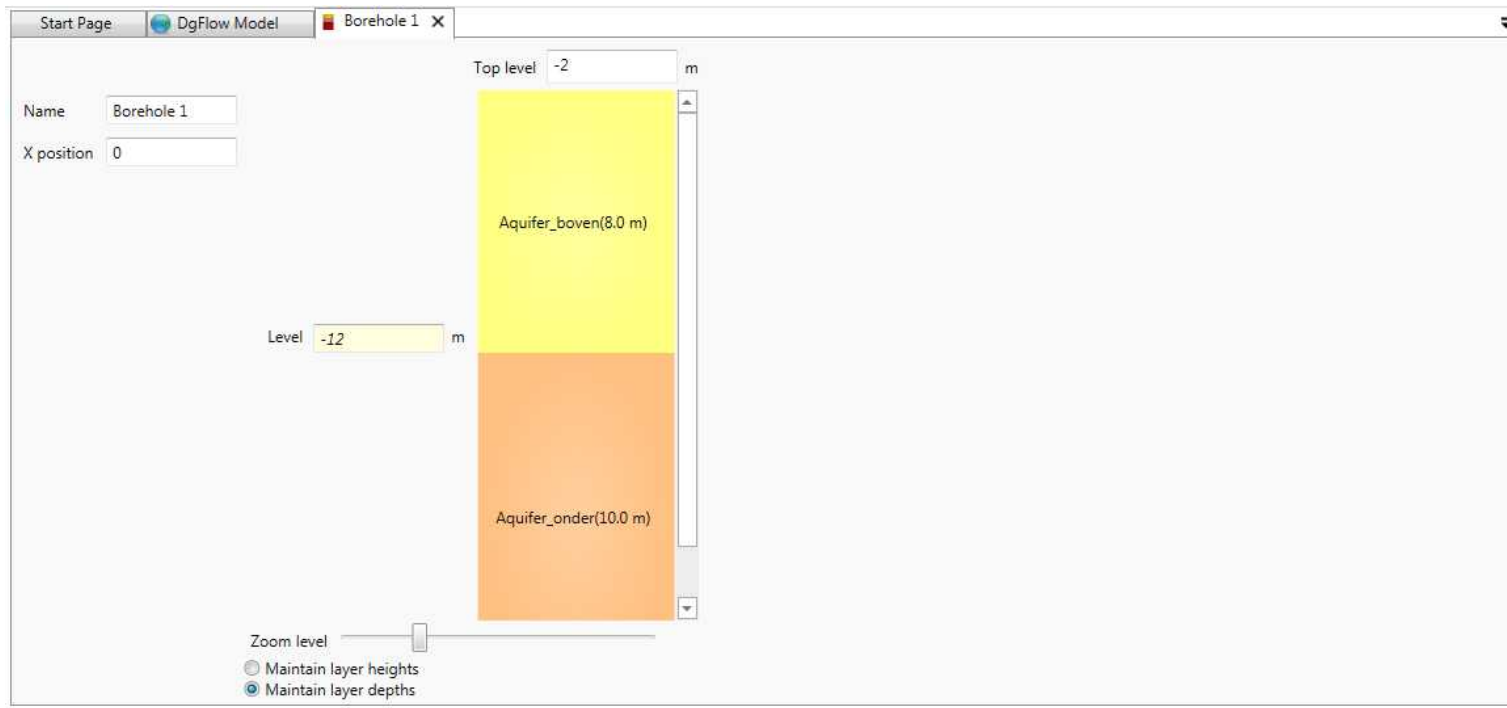 Start Page
DgFlow Model
Borehole 1
Top level -2 m
Name Borehole 1
X position 0
Aquifer_boven(8.0 m)
Level -12 m
Aquifer_onder(10.0 m)
Zoom level
Maintain layer heights
Maintain layer depths